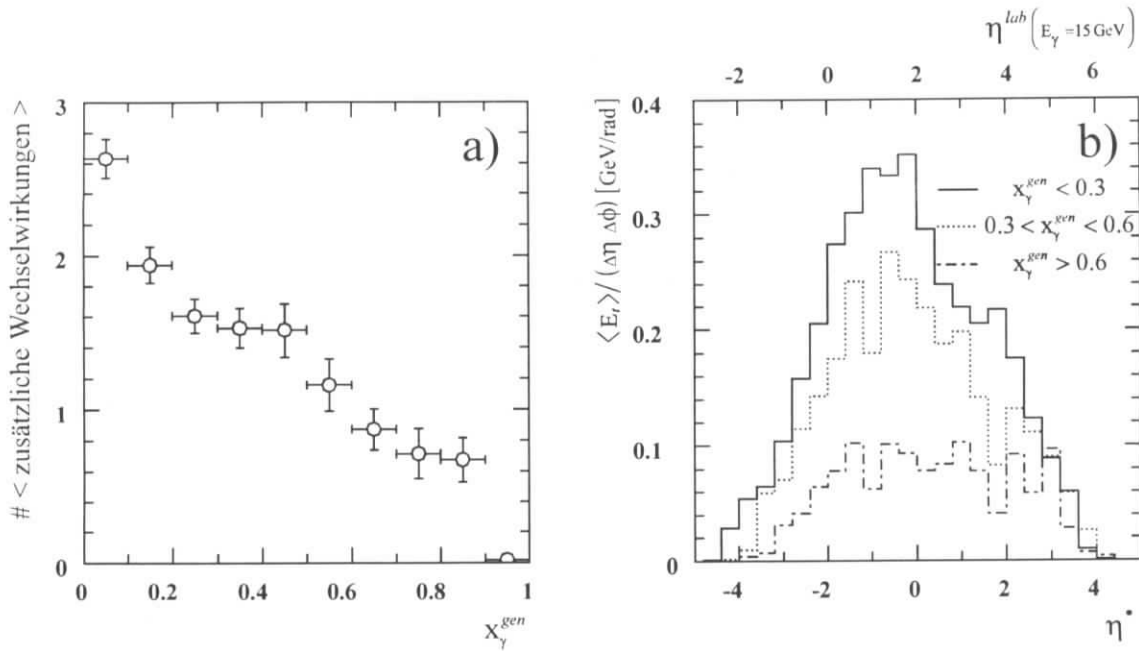 # < zusätzliche Wechselwirkungen >
3
2
1
0
a)
0 0.2 0.4 0.6 0.8 1
x_γ^gen
η^lab (E_γ =15 GeV)
-2 0 2 4 6
⟨E_t⟩ / (Δη Δϕ) [GeV/rad]
0.4
0.3
0.2
0.1
0
b)
x_γ^gen < 0.3
0.3 < x_γ^gen < 0.6
x_γ^gen > 0.6
-4 -2 0 2 4
η*